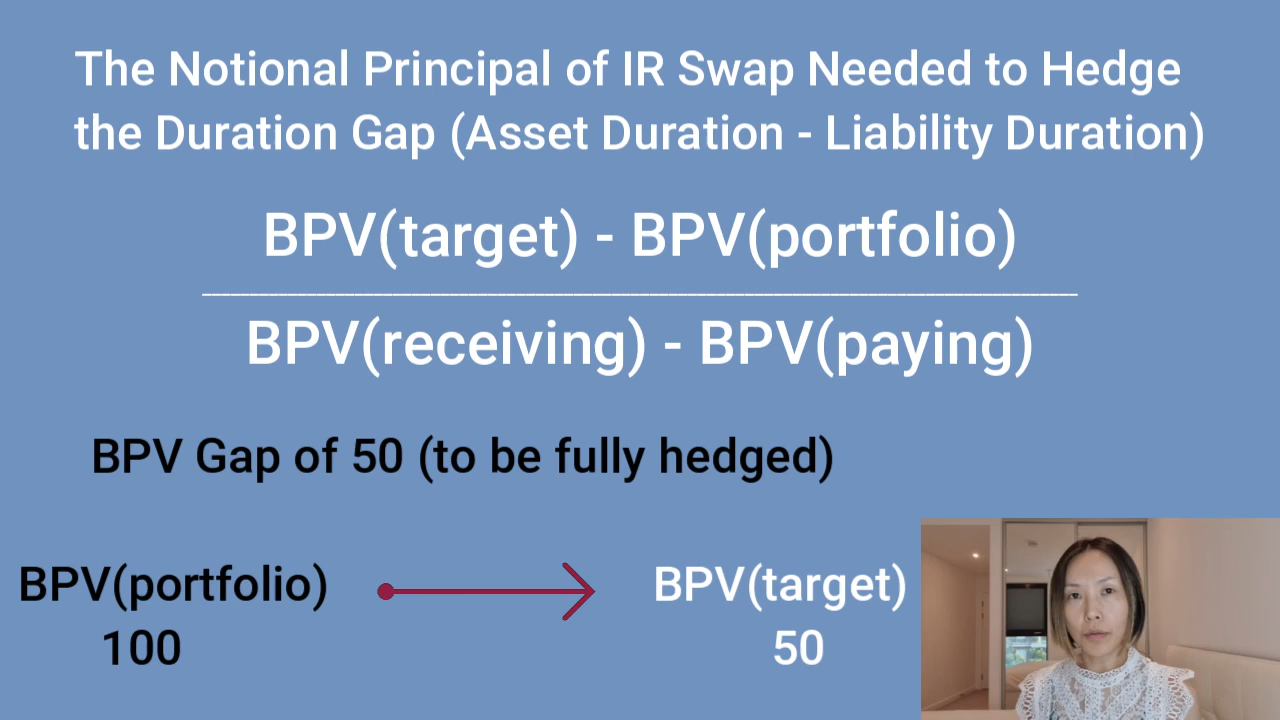 The Notional Principal of IR Swap Needed to Hedge
the Duration Gap (Asset Duration - Liability Duration)
BPV(target) - BPV(portfolio)
BPV(receiving) - BPV(paying)
BPV Gap of 50 (to be fully hedged)
BPV(portfolio)
100
BPV(target)
50